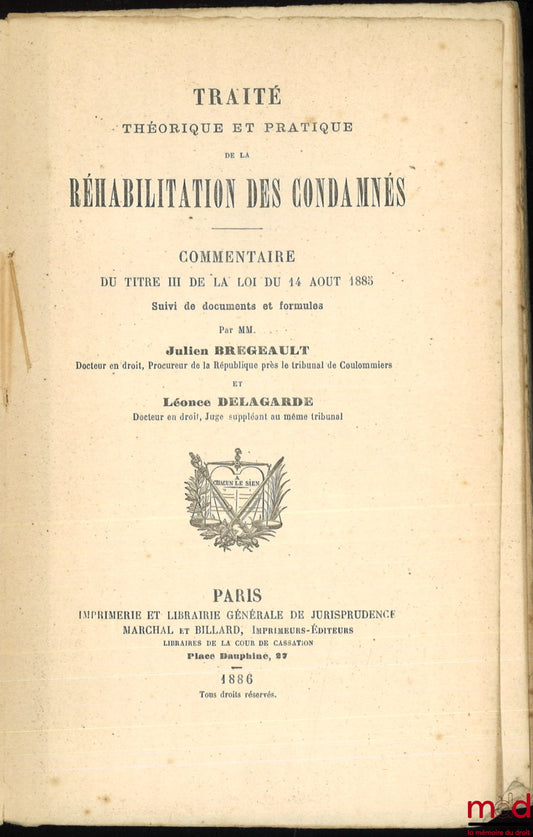 TRAITÉ
THÉORIQUE ET PRATIQUE
DE LA
RÉHABILITATION DES CONDAMNÉS
COMMENTAIRE
DU TITRE III DE LA LOI DU 14 AOUT 1885
Suivi de documents et formules
Par MM.
Julien BREGEAULT
Docteur en droit, Procureur de la République près le tribunal de Coulommiers
ET
Léonce DELAGARDE
Docteur en droit, Juge suppléant au même tribunal
A
CHACUN LE SIEN
PARIS
IMPRIMERIE ET LIBRAIRIE GÉNÉRALE DE JURISPRUDENCE
MARCHAL ET BILLARD, IMPRIMEURS-ÉDITEURS
LIBRAIRES DE LA COUR DE CASSATION
Place Dauphine, 27
1886
Tous droits réservés.
mdd
la mémoire du droit